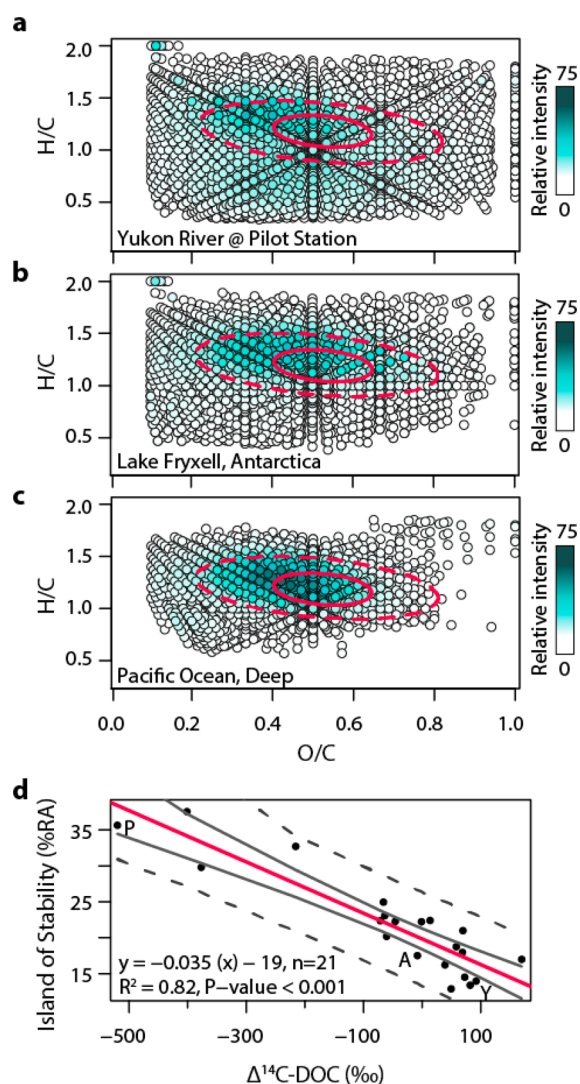 a
2.0
1.5
1.0
0.5
H/C
Yukon River @ Pilot Station
75
0
Relative intensity
b
2.0
1.5
1.0
0.5
H/C
Lake Fryxell, Antarctica
75
0
Relative intensity
c
2.0
1.5
1.0
0.5
H/C
Pacific Ocean, Deep
75
0
Relative intensity
0.0 0.2 0.4 0.6 0.8 1.0
O/C
d
Island of Stability (%RA)
35
25
15
P
A
Y
y = −0.035 (x) − 19, n=21
R² = 0.82, P−value < 0.001
−500 −300 −100 100
Δ¹⁴C-DOC (‰)